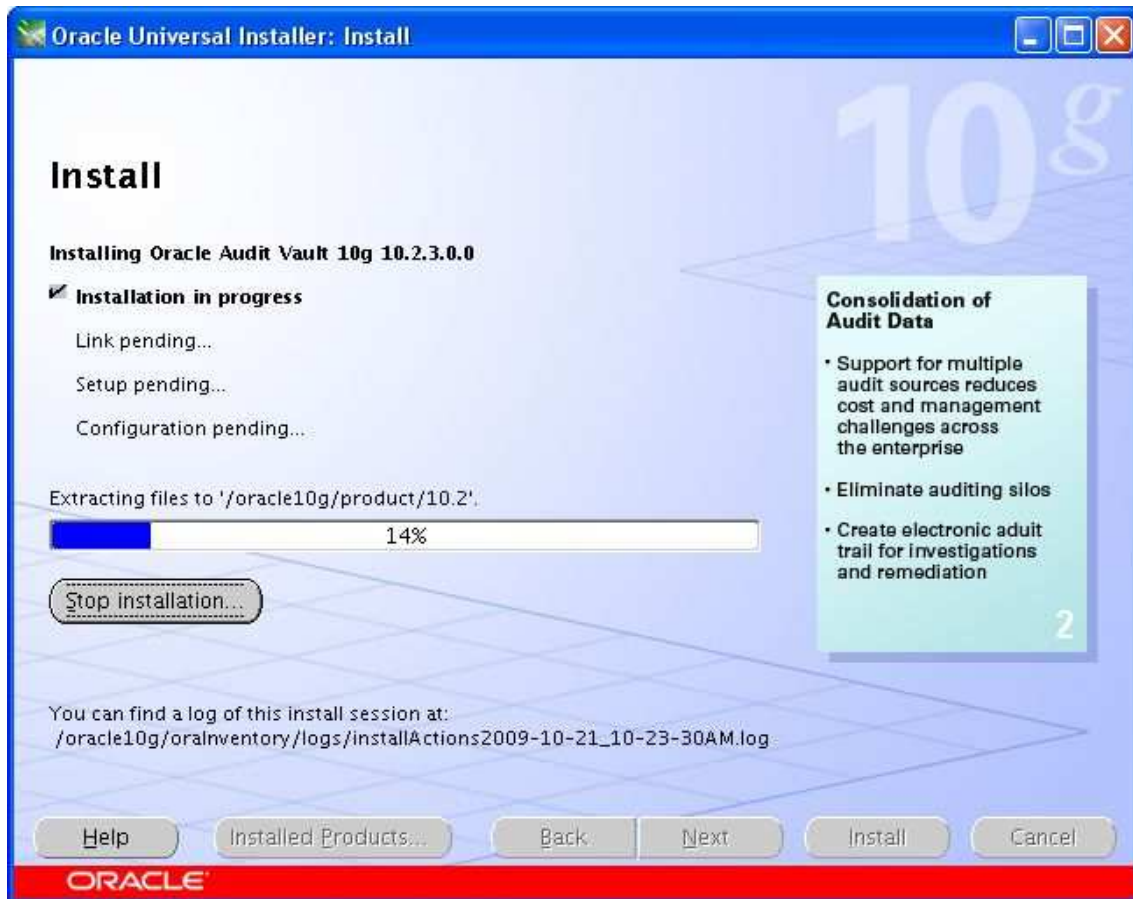 Oracle Universal Installer: Install
10g
Install
Installing Oracle Audit Vault 10g 10.2.3.0.0
Installation in progress
Link pending...
Setup pending...
Configuration pending...
Extracting files to '/oracle10g/product/10.2'.
14%
Stop installation...
You can find a log of this install session at:
/oracle10g/oraInventory/logs/installActions2009-10-21_10-23-30AM.log
Consolidation of
Audit Data
• Support for multiple
audit sources reduces
cost and management
challenges across
the enterprise
• Eliminate auditing silos
• Create electronic aduit
trail for investigations
and remediation
2
Help
Installed Products...
Back
Next
Install
Cancel
ORACLE